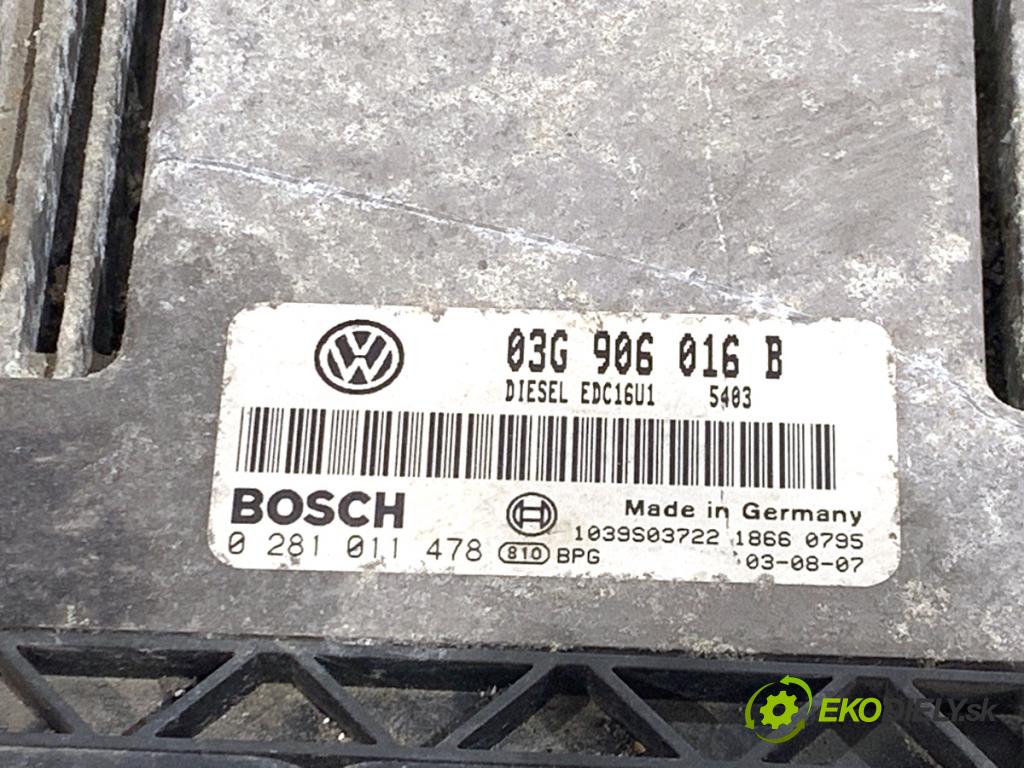 VW
03G 906 016 B
DIESEL EDC16U1 5403
BOSCH
Made in Germany
1039S03722 1866 0795
0 281 011 478 810 BPG 03-08-07
EKODIELY.sk